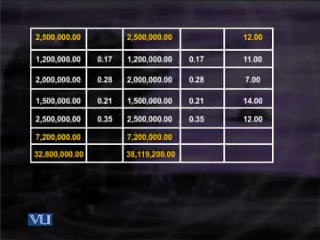 2,500,000.00 2,500,000.00 12.00
1,200,000.00 0.17 1,200,000.00 0.17 11.00
2,000,000.00 0.28 2,000,000.00 0.28 7.00
1,500,000.00 0.21 1,500,000.00 0.21 14.00
2,500,000.00 0.35 2,500,000.00 0.35 12.00
7,200,000.00 7,200,000.00
32,800,000.00 38,119,200.00
VU